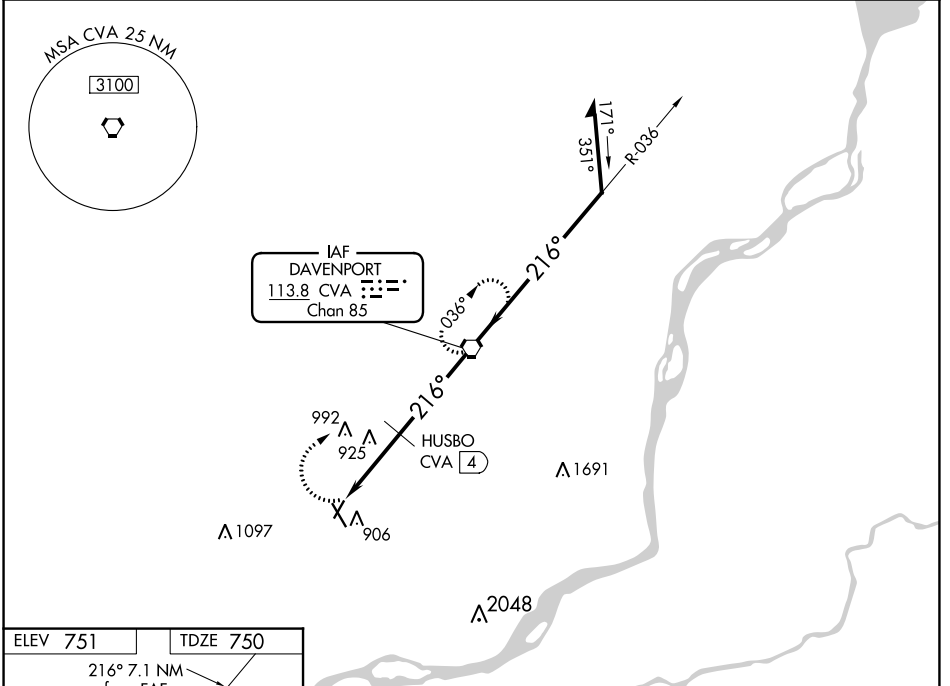 MSA CVA 25 NM
3100
171°
351°
R-036
216°
IAF
DAVENPORT
113.8 CVA
Chan 85
036°
216°
992
925
HUSBO
CVA 4
1691
1097
906
2048
ELEV 751
TDZE 750
216° 7.1 NM